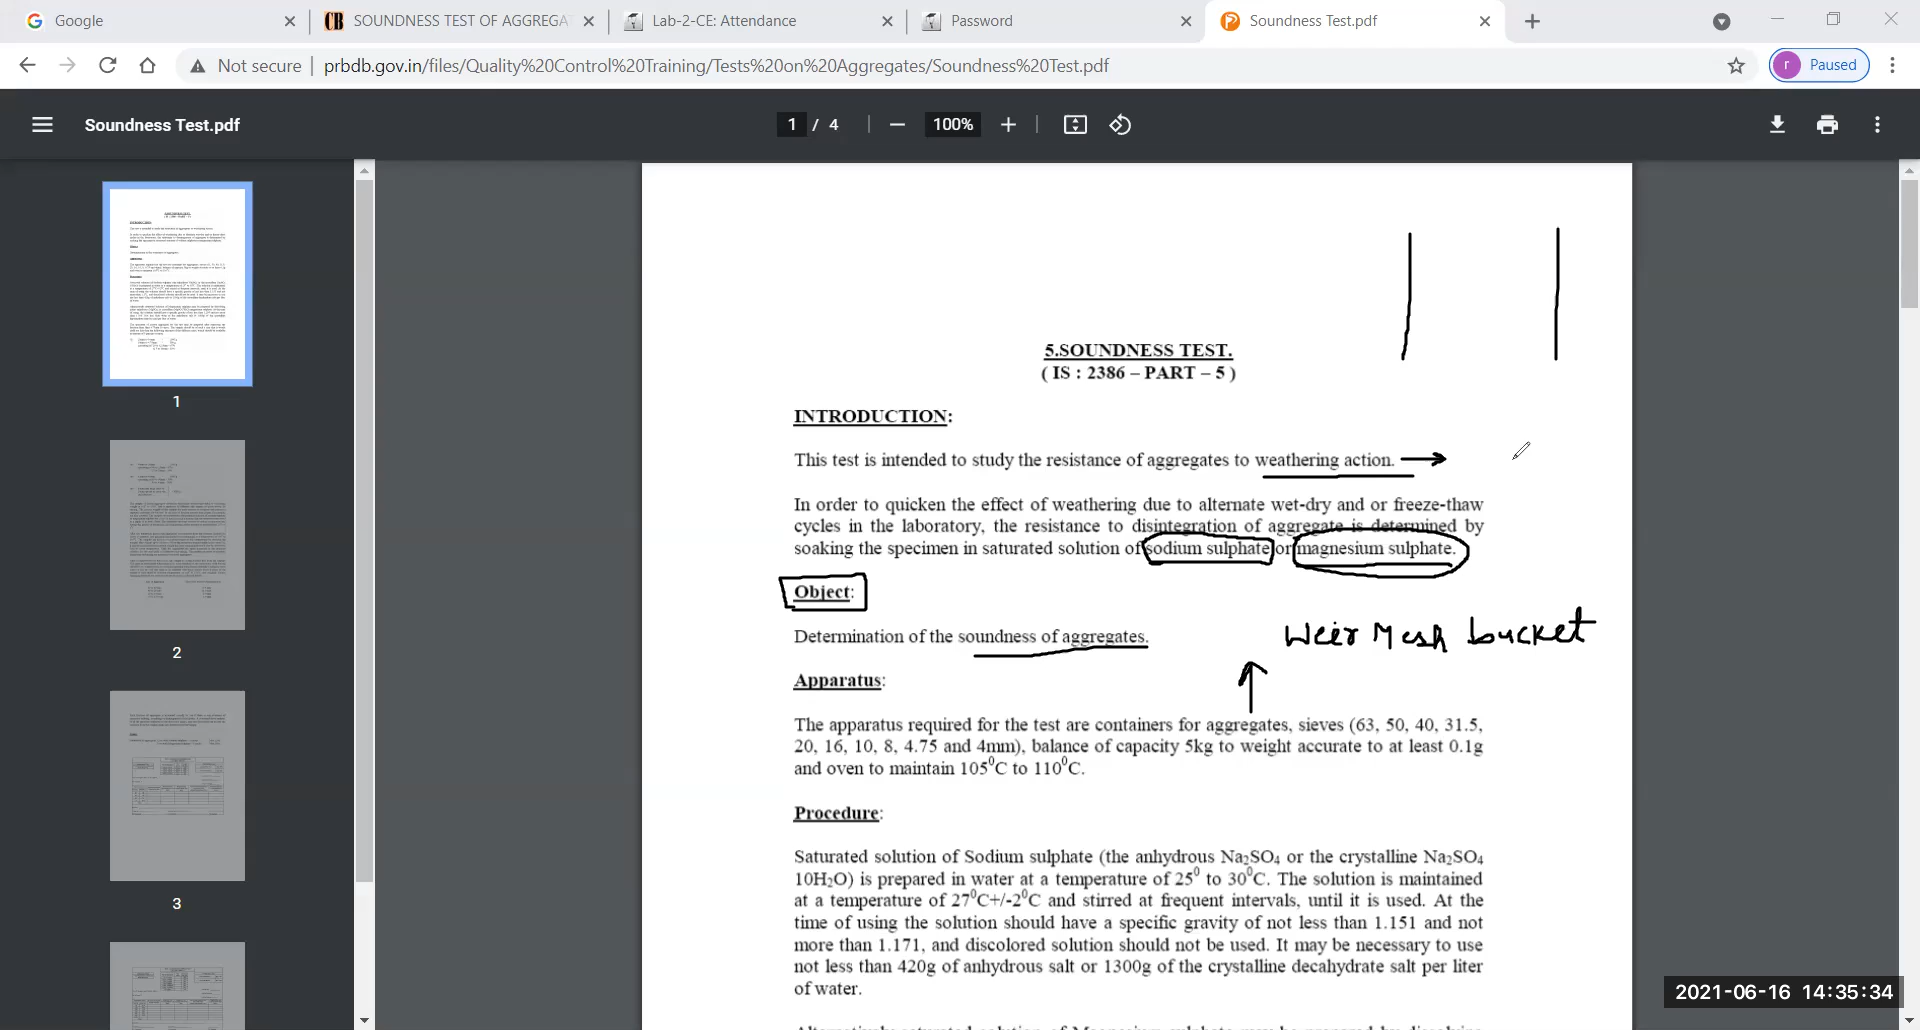 Google
SOUNDNESS TEST OF AGGREGA
Lab-2-CE: Attendance
Password
Soundness Test.pdf
Not secure
prbdb.gov.in/files/Quality%20Control%20Training/Tests%20on%20Aggregates/Soundness%20Test.pdf
r
Paused
Soundness Test.pdf
1 / 4
100%
1
2
3
5.SOUNDNESS TEST.
( IS : 2386 – PART – 5 )
INTRODUCTION:
This test is intended to study the resistance of aggregates to weathering action.
In order to quicken the effect of weathering due to alternate wet-dry and or freeze-thaw
cycles in the laboratory, the resistance to disintegration of aggregate is determined by
soaking the specimen in saturated solution of sodium sulphate or magnesium sulphate.
Object:
Determination of the soundness of aggregates.
Weir Mesh bucket
Apparatus:
The apparatus required for the test are containers for aggregates, sieves (63, 50, 40, 31.5,
20, 16, 10, 8, 4.75 and 4mm), balance of capacity 5kg to weight accurate to at least 0.1g
and oven to maintain 105⁰C to 110⁰C.
Procedure:
Saturated solution of Sodium sulphate (the anhydrous Na₂SO₄ or the crystalline Na₂SO₄
10H₂O) is prepared in water at a temperature of 25⁰ to 30⁰C. The solution is maintained
at a temperature of 27⁰C+/-2⁰C and stirred at frequent intervals, until it is used. At the
time of using the solution should have a specific gravity of not less than 1.151 and not
more than 1.171, and discolored solution should not be used. It may be necessary to use
not less than 420g of anhydrous salt or 1300g of the crystalline decahydrate salt per liter
of water.
2021-06-16 14:35:34